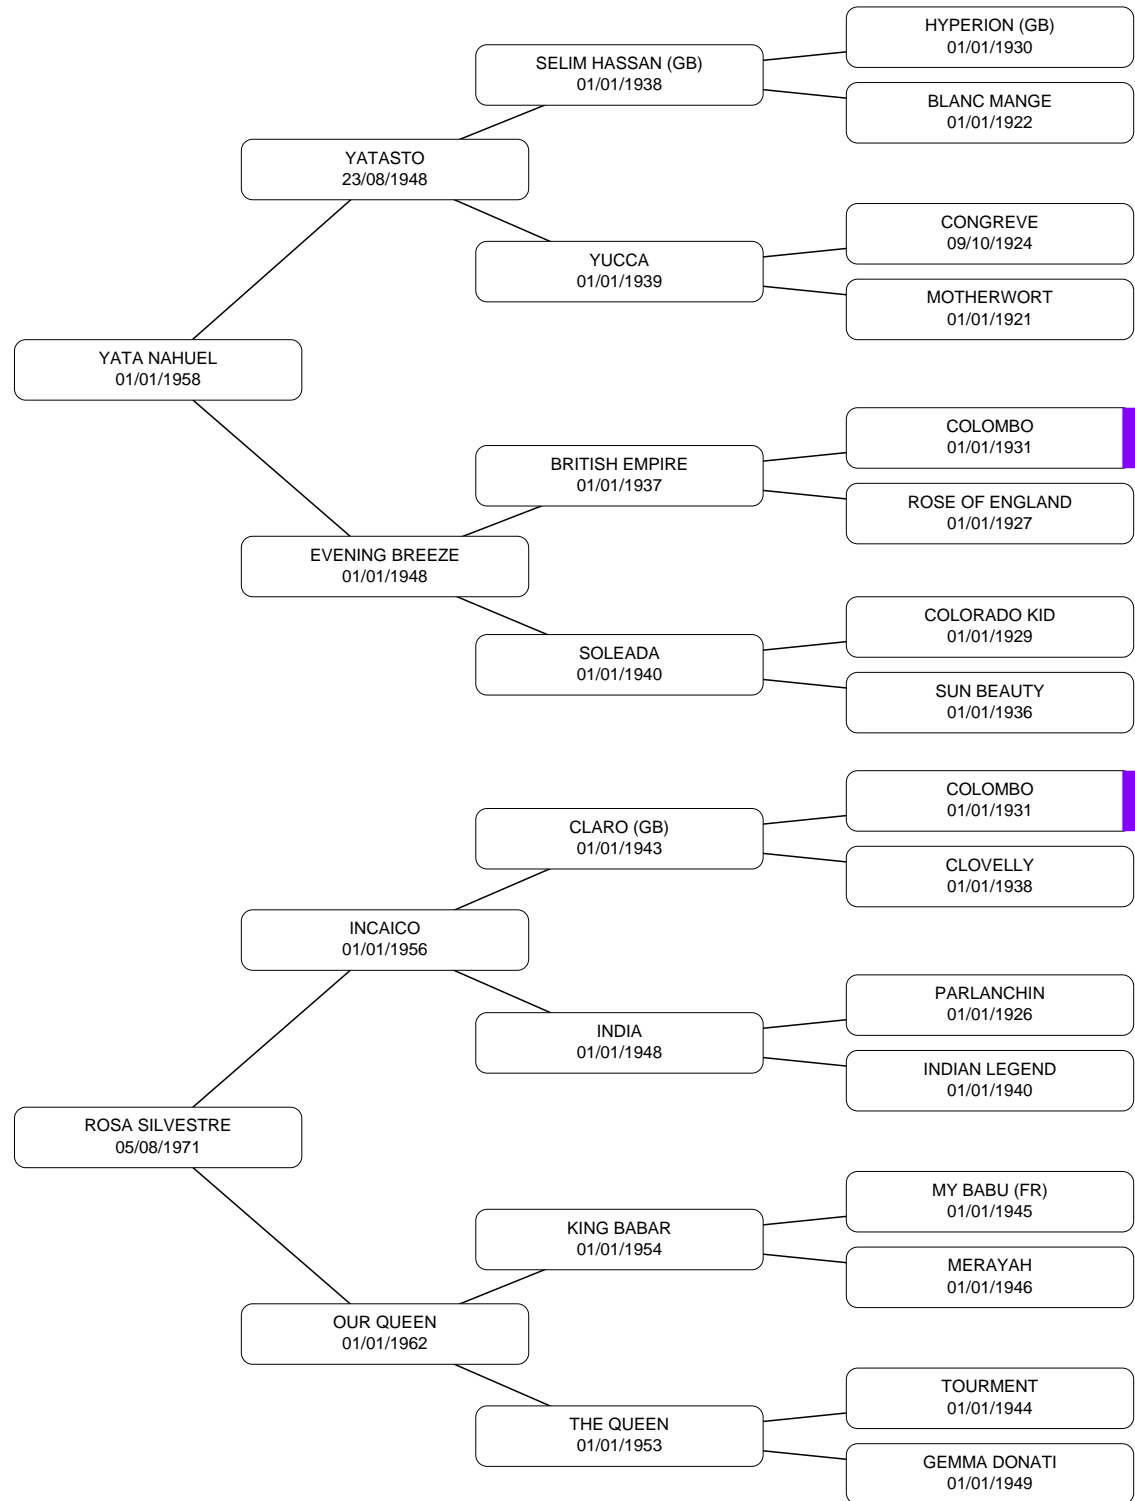 HYPERION (GB)
01/01/1930
SELIM HASSAN (GB)
01/01/1938
BLANC MANGE
01/01/1922
YATASTO
23/08/1948
CONGREVE
09/10/1924
YUCCA
01/01/1939
MOTHERWORT
01/01/1921
YATA NAHUEL
01/01/1958
COLOMBO
01/01/1931
BRITISH EMPIRE
01/01/1937
ROSE OF ENGLAND
01/01/1927
EVENING BREEZE
01/01/1948
COLORADO KID
01/01/1929
SOLEADA
01/01/1940
SUN BEAUTY
01/01/1936
COLOMBO
01/01/1931
CLARO (GB)
01/01/1943
CLOVELLY
01/01/1938
INCAICO
01/01/1956
PARLANCHIN
01/01/1926
INDIA
01/01/1948
INDIAN LEGEND
01/01/1940
ROSA SILVESTRE
05/08/1971
MY BABU (FR)
01/01/1945
KING BABAR
01/01/1954
MERAYAH
01/01/1946
OUR QUEEN
01/01/1962
TOURMENT
01/01/1944
THE QUEEN
01/01/1953
GEMMA DONATI
01/01/1949